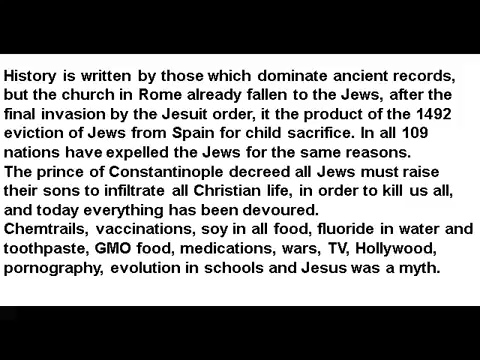 History is written by those which dominate ancient records,
but the church in Rome already fallen to the Jews, after the
final invasion by the Jesuit order, it the product of the 1492
eviction of Jews from Spain for child sacrifice. In all 109
nations have expelled the Jews for the same reasons.
The prince of Constantinople decreed all Jews must raise
their sons to infiltrate all Christian life, in order to kill us all,
and today everything has been devoured.
Chemtrails, vaccinations, soy in all food, fluoride in water and
toothpaste, GMO food, medications, wars, TV, Hollywood,
pornography, evolution in schools and Jesus was a myth.